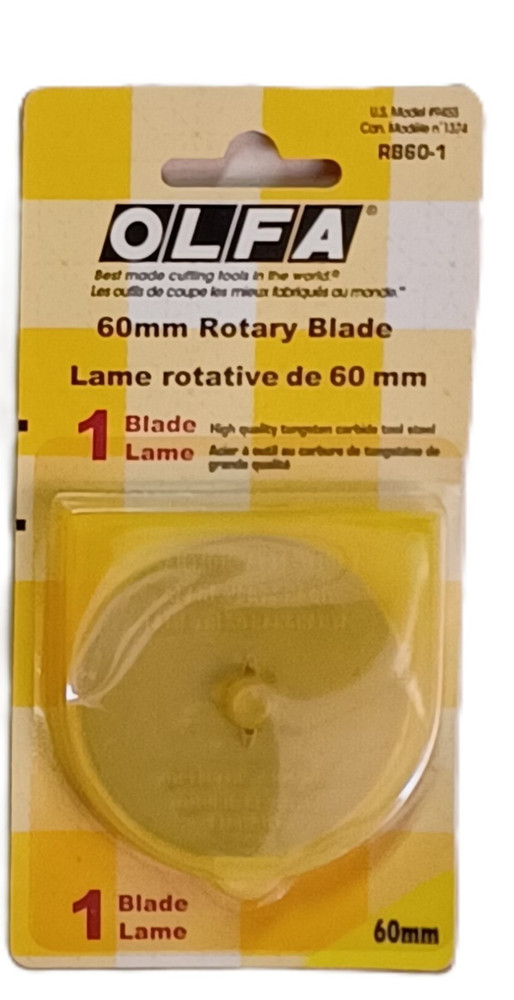 U.S. Model #9453
Can. Modèle n° 1324
RB60-1
OLFA®
Best made cutting tools in the world.®
Les outils de coupe les mieux fabriqués au monde.™
60mm Rotary Blade
Lame rotative de 60 mm
1 Blade
Lame
High quality tungsten carbide tool steel
Acier à outil au carbure de tungstène de
grande qualité
1 Blade
Lame
60mm